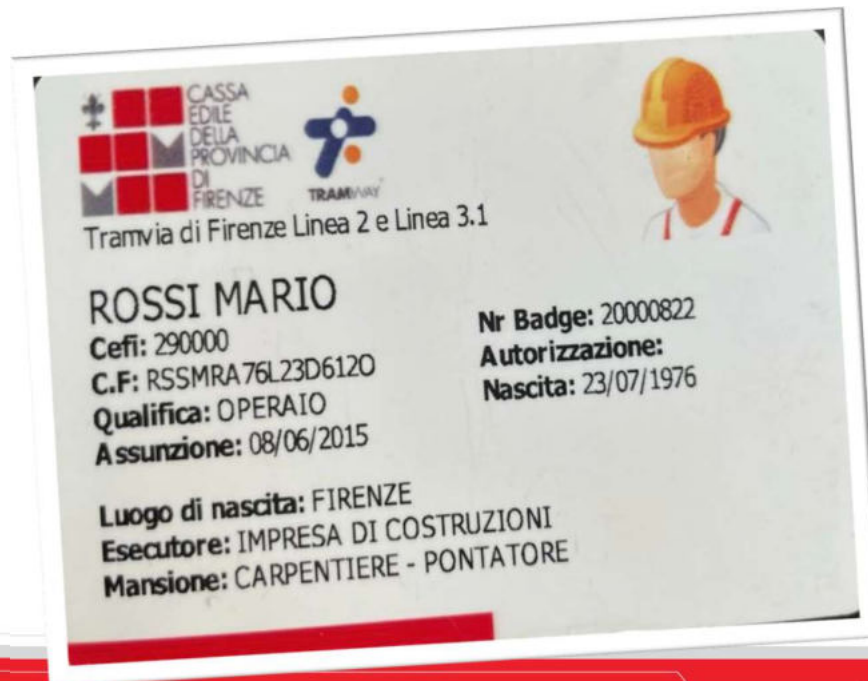 CASSA
EDILE
DELLA
PROVINCIA
DI
FIRENZE
TRAMWAY
Tramvia di Firenze Linea 2 e Linea 3.1
ROSSI MARIO
Cefi: 290000
C.F: RSSMRA76L23D612O
Qualifica: OPERAIO
Assunzione: 08/06/2015
Nr Badge: 20000822
Autorizzazione:
Nascita: 23/07/1976
Luogo di nascita: FIRENZE
Esecutore: IMPRESA DI COSTRUZIONI
Mansione: CARPENTIERE - PONTATORE